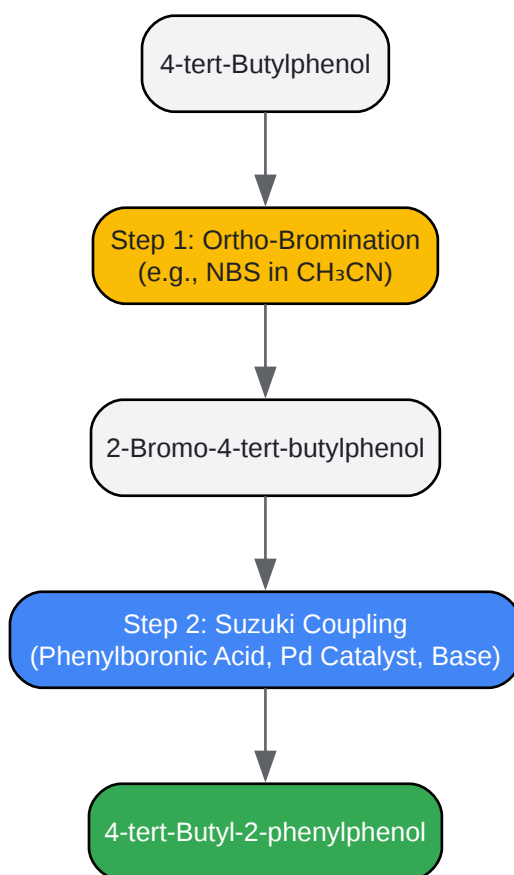 4-tert-Butylphenol
Step 1: Ortho-Bromination
(e.g., NBS in CH₃CN)
2-Bromo-4-tert-butylphenol
Step 2: Suzuki Coupling
(Phenylboronic Acid, Pd Catalyst, Base)
4-tert-Butyl-2-phenylphenol